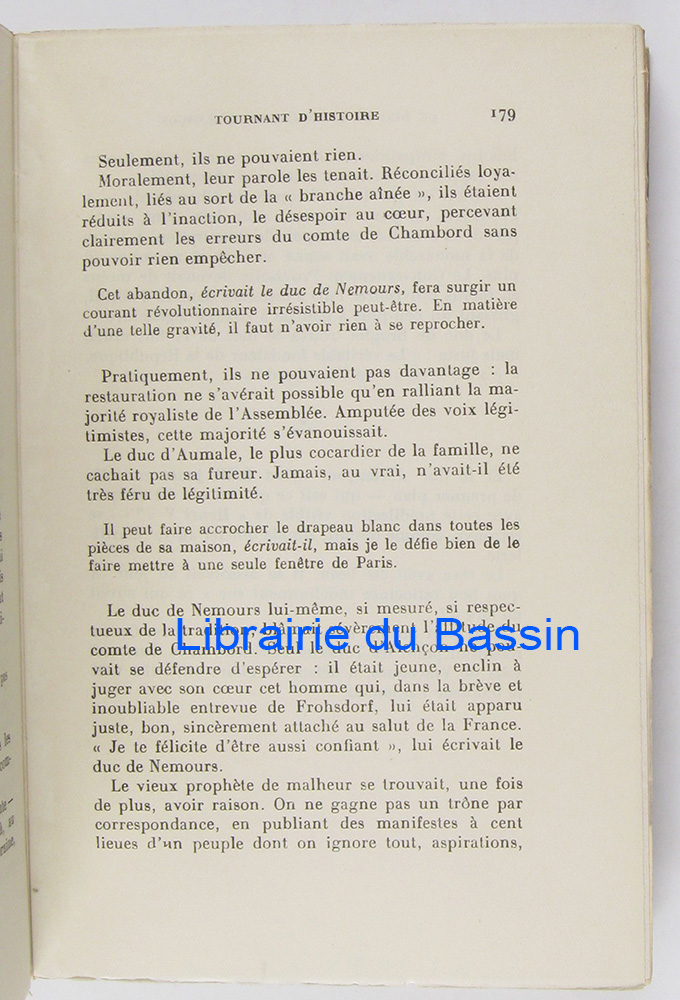 TOURNANT D'HISTOIRE 179
Seulement, ils ne pouvaient rien.
Moralement, leur parole les tenait. Réconciliés loya-
lement, liés au sort de la « branche aînée », ils étaient
réduits à l'inaction, le désespoir au cœur, percevant
clairement les erreurs du comte de Chambord sans
pouvoir rien empêcher.
Cet abandon, écrivait le duc de Nemours, fera surgir un
courant révolutionnaire irrésistible peut-être. En matière
d'une telle gravité, il faut n'avoir rien à se reprocher.
Pratiquement, ils ne pouvaient pas davantage : la
restauration ne s'avérait possible qu'en ralliant la ma-
jorité royaliste de l'Assemblée. Amputée des voix légi-
timistes, cette majorité s'évanouissait.
Le duc d'Aumale, le plus cocardier de la famille, ne
cachait pas sa fureur. Jamais, au vrai, n'avait-il été
très féru de légitimité.
Il peut faire accrocher le drapeau blanc dans toutes les
pièces de sa maison, écrivait-il, mais je le défie bien de le
faire mettre à une seule fenêtre de Paris.
Le duc de Nemours lui-même, si mesuré, si respec-
tueux de la tradition, blâmait sévèrement l'attitude du
Librairie du Bassin
comte de Chambord. Seul le duc d'Alençon ne pou-
vait se défendre d'espérer : il était jeune, enclin à
juger avec son cœur cet homme qui, dans la brève et
inoubliable entrevue de Frohsdorf, lui était apparu
juste, bon, sincèrement attaché au salut de la France.
« Je te félicite d'être aussi confiant », lui écrivait le
duc de Nemours.
Le vieux prophète de malheur se trouvait, une fois
de plus, avoir raison. On ne gagne pas un trône par
correspondance, en publiant des manifestes à cent
lieues d'un peuple dont on ignore tout, aspirations,